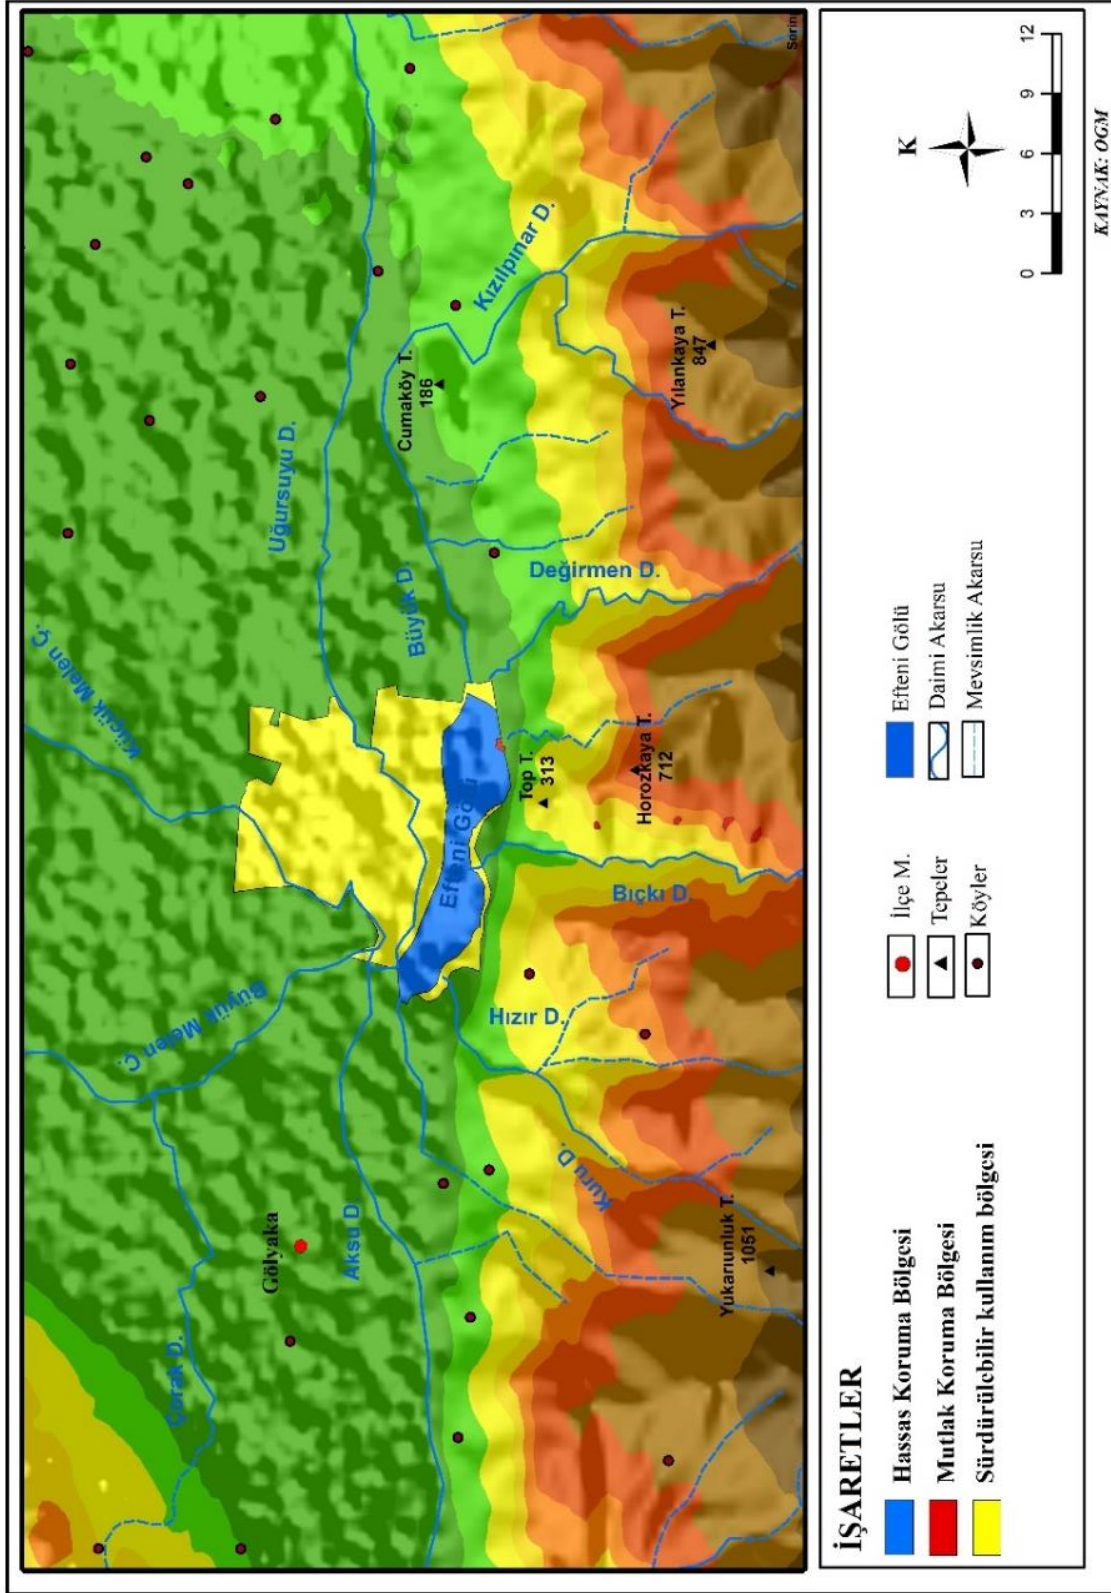 Küçük Melen Ç.
Büyük Melen Ç.
Çorak D.
Gölyaka
Aksu D
Uğursuyu D.
Büyük D.
Efteni Gölü
Cumaköy T.
186
Kızılpınar D.
Hızır D.
Kuru D.
Top T.
313
Değirmen D.
Bıçkı D.
Horozkaya T.
712
Yılankaya T.
847
Yukarıunluk T.
1051
İŞARETLER
Hassas Koruma Bölgesi
Mutlak Koruma Bölgesi
Sürdürülebilir kullanım bölgesi
İlçe M.
Tepeler
Köyler
Efteni Gölü
Daimi Akarsu
Mevsimlik Akarsu
K
0 3 6 9 12
KAYNAK: OGM